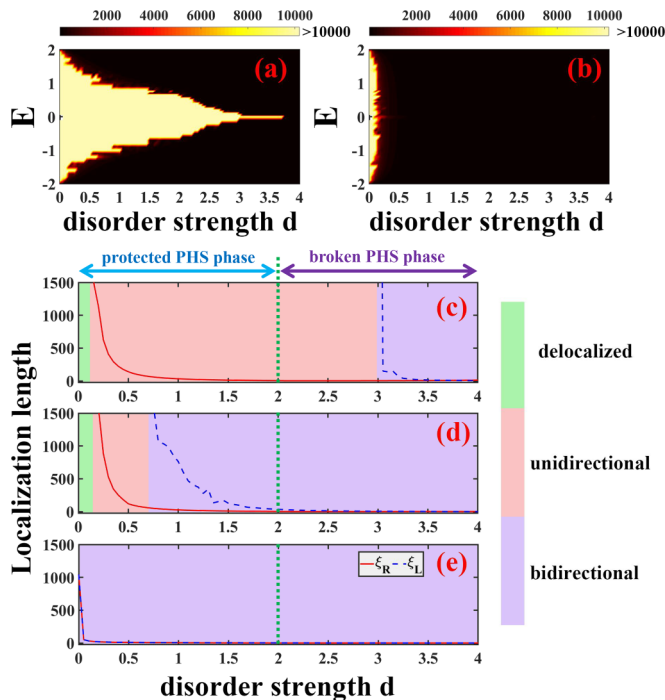 2000 4000 6000 8000 10000 >10000
2000 4000 6000 8000 10000 >10000
2
1
0
-1
-2
E
(a)
0 0.5 1 1.5 2 2.5 3 3.5 4
disorder strength d
2
1
0
-1
-2
E
(b)
0 0.5 1 1.5 2 2.5 3 3.5 4
disorder strength d
protected PHS phase
broken PHS phase
Localization length
1500
1000
500
0
(c)
0 0.5 1 1.5 2 2.5 3 3.5 4
1500
1000
500
0
(d)
0 0.5 1 1.5 2 2.5 3 3.5 4
1500
1000
500
0
ξR ξL
(e)
0 0.5 1 1.5 2 2.5 3 3.5 4
disorder strength d
delocalized
unidirectional
bidirectional